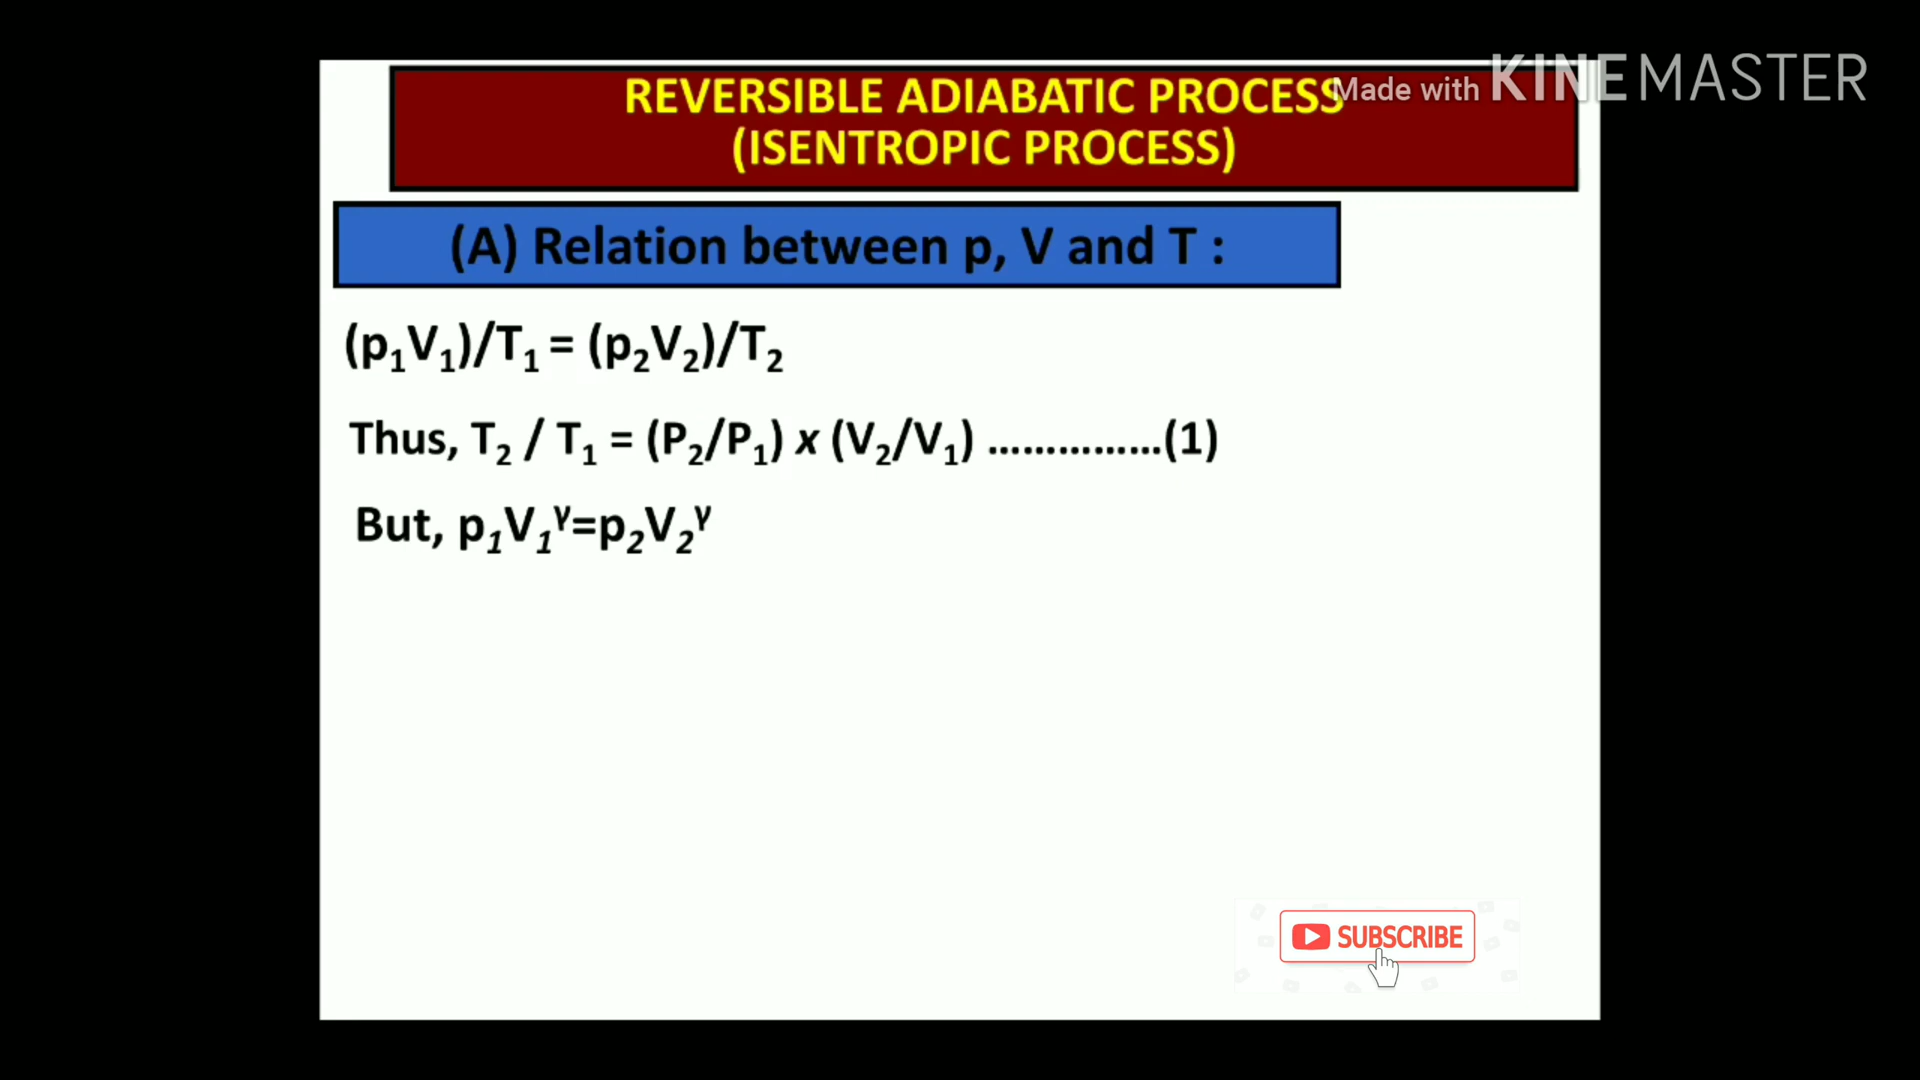 REVERSIBLE ADIABATIC PROCESS
(ISENTROPIC PROCESS)
Made with KINEMASTER
(A) Relation between p, V and T :
(p₁V₁)/T₁ = (p₂V₂)/T₂
Thus, T₂ / T₁ = (P₂/P₁) x (V₂/V₁) ...............(1)
But, p₁V₁ᵞ=p₂V₂ᵞ
SUBSCRIBE